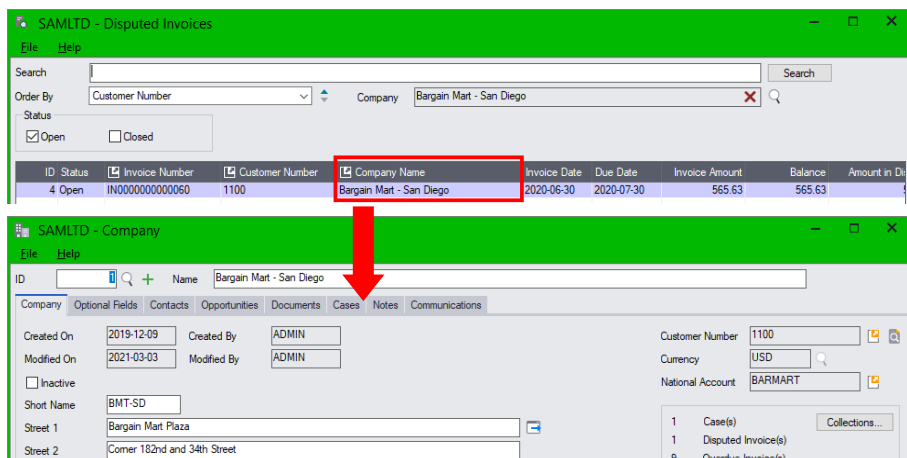 SAMLTD - Disputed Invoices
File Help
Search Search
Order By Customer Number Company Bargain Mart - San Diego
Status
Open Closed
ID Status Invoice Number Customer Number Company Name Invoice Date Due Date Invoice Amount Balance Amount in Di
4 Open IN0000000000060 1100 Bargain Mart - San Diego 2020-06-30 2020-07-30 565.63 565.63
SAMLTD - Company
File Help
ID 1 Name Bargain Mart - San Diego
Company Optional Fields Contacts Opportunities Documents Cases Notes Communications
Created On 2019-12-09 Created By ADMIN Customer Number 1100
Modified On 2021-03-03 Modified By ADMIN Currency USD
Inactive National Account BARMART
Short Name BMT-SD
Street 1 Bargain Mart Plaza 1 Case(s) Collections...
Street 2 Corner 182nd and 34th Street 1 Disputed Invoice(s)
Overdue Invoice(s)